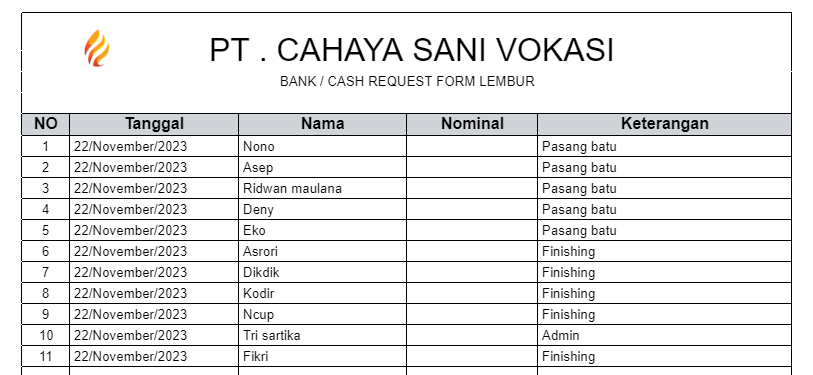 PT . CAHAYA SANI VOKASI
BANK / CASH REQUEST FORM LEMBUR
NO Tanggal Nama Nominal Keterangan
1 22/November/2023 Nono Pasang batu
2 22/November/2023 Asep Pasang batu
3 22/November/2023 Ridwan maulana Pasang batu
4 22/November/2023 Deny Pasang batu
5 22/November/2023 Eko Pasang batu
6 22/November/2023 Asrori Finishing
7 22/November/2023 Dikdik Finishing
8 22/November/2023 Kodir Finishing
9 22/November/2023 Ncup Finishing
10 22/November/2023 Tri sartika Admin
11 22/November/2023 Fikri Finishing